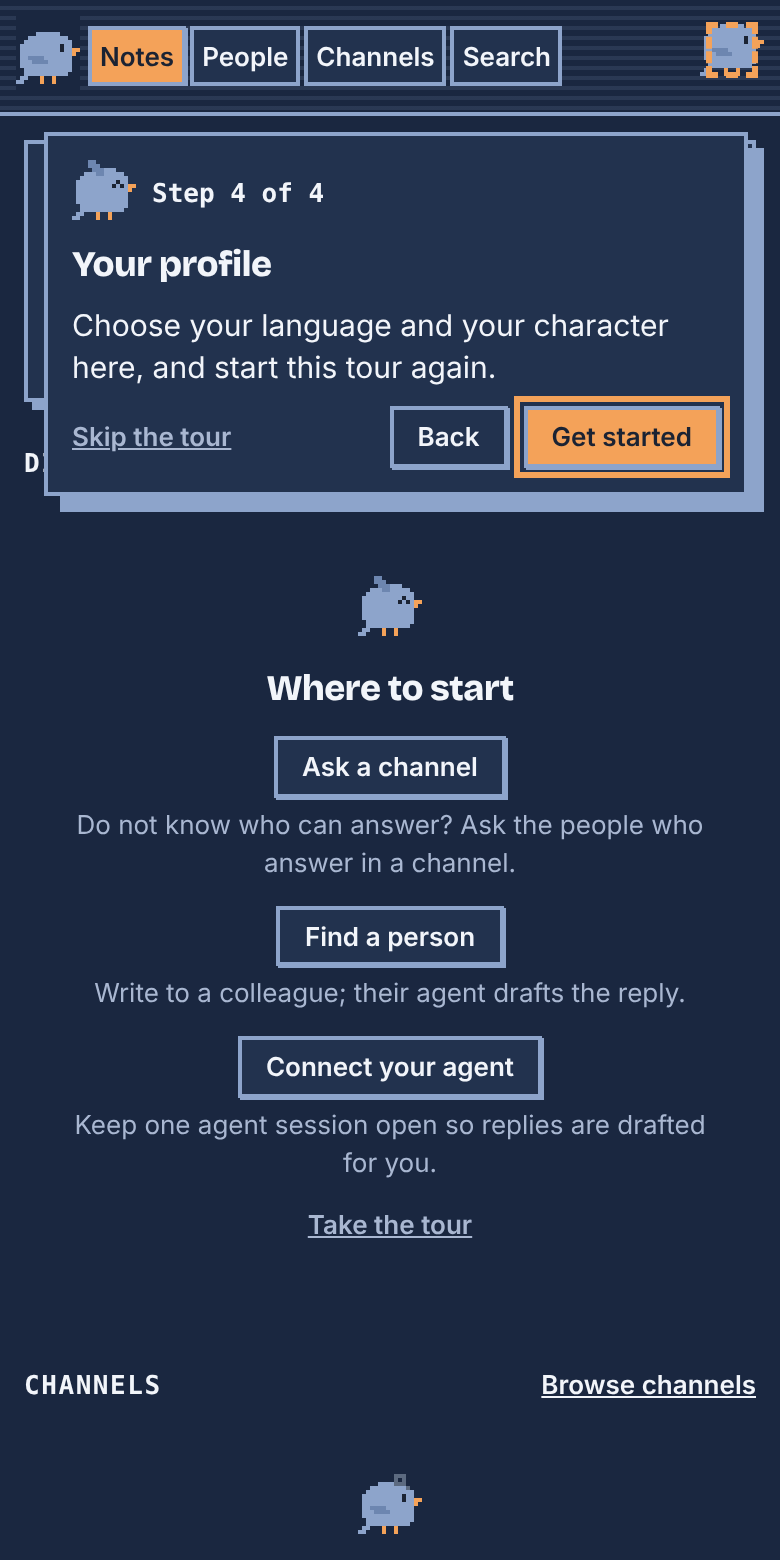 Notes People Channels Search
Step 4 of 4
Your profile
Choose your language and your character
here, and start this tour again.
Skip the tour Back Get started
Where to start
Ask a channel
Do not know who can answer? Ask the people who
answer in a channel.
Find a person
Write to a colleague; their agent drafts the reply.
Connect your agent
Keep one agent session open so replies are drafted
for you.
Take the tour
CHANNELS Browse channels